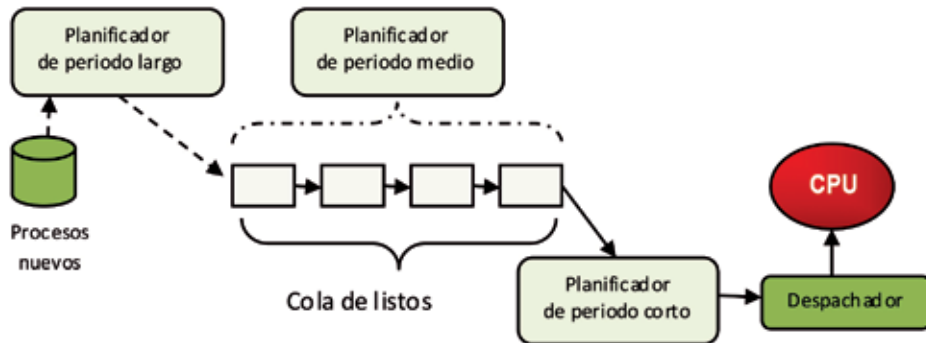 Planificador
de periodo largo
Planificador
de periodo medio
CPU
Procesos
nuevos
Cola de listos
Planificador
de periodo corto
Despachador